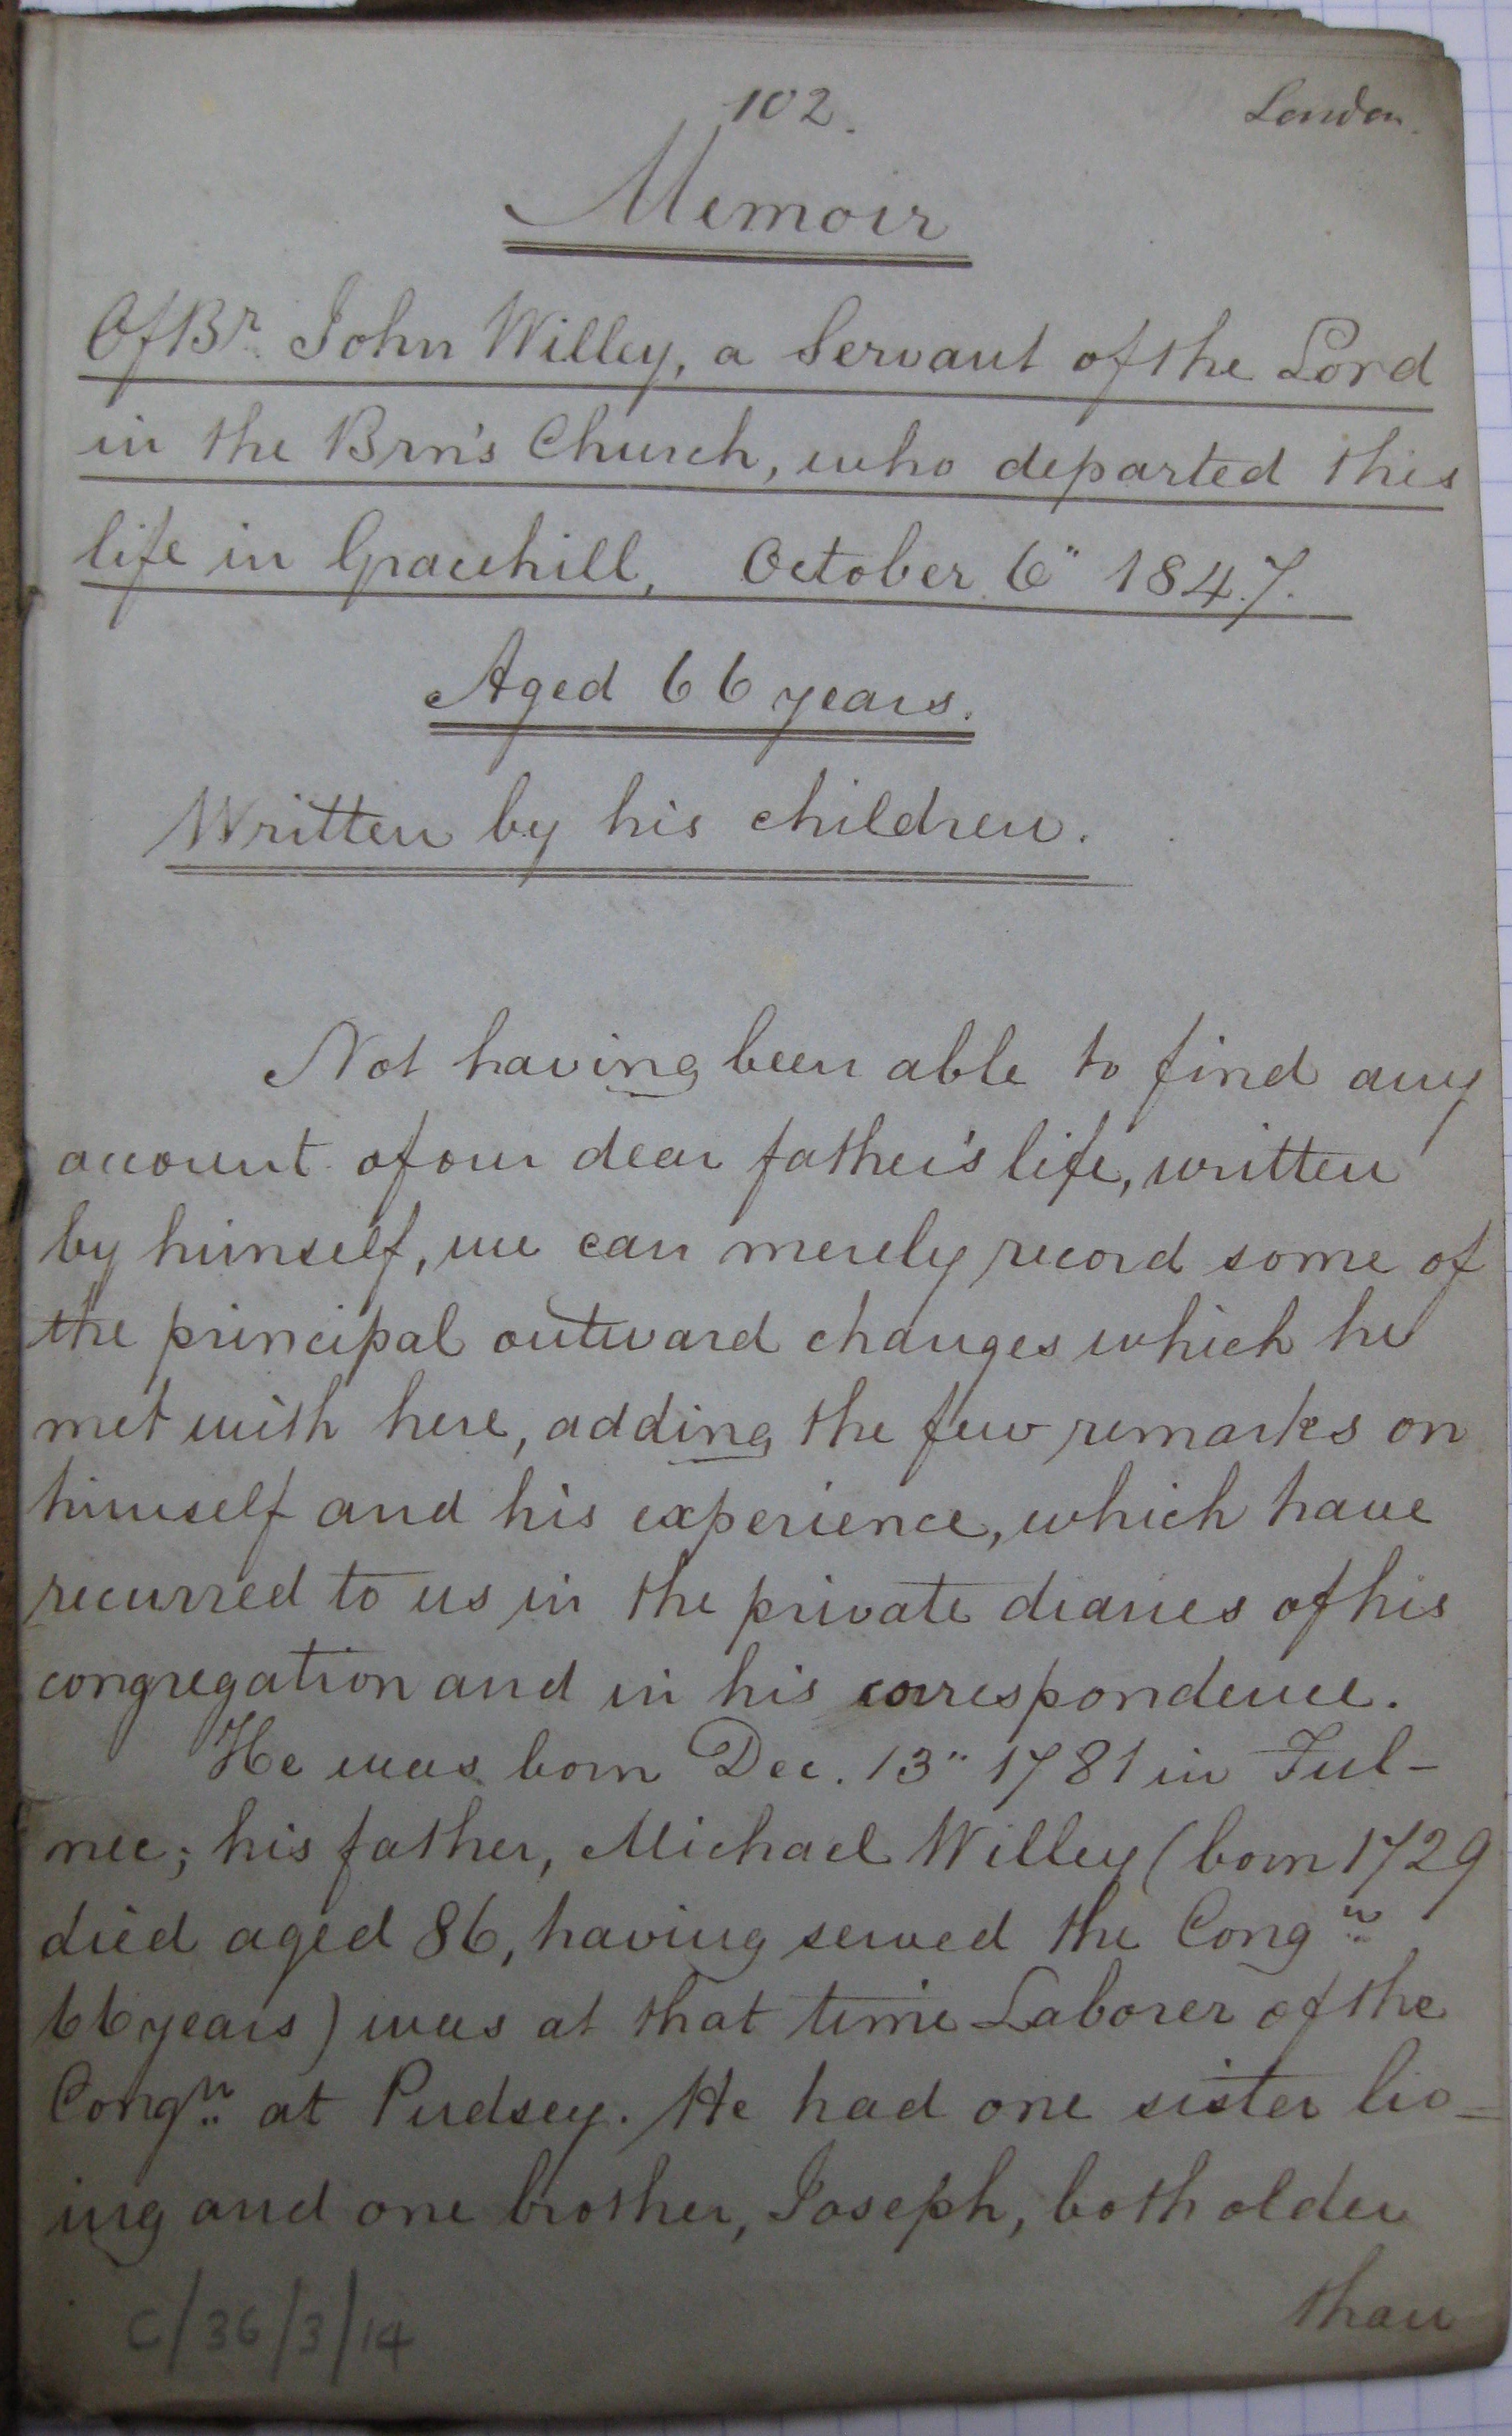 102.
London.
Memoir
Of Br. John Willey, a Servant of the Lord
in the Brn's Church, who departed this
life in Gracehill, October 6" 1847.
Aged 66 years.
Written by his children.
Not having been able to find any
account of our dear father's life, written
by himself, we can merely record some of
the principal outward changes which he
met with here, adding the few remarks on
himself and his experience, which have
recurred to us in the private diaries of his
congregation and in his correspondence.
He was born Dec. 13" 1781 in Ful-
nec; his father, Michael Willey (born 1729
died aged 86, having served the Congn
66 years) was at that time Laborer of the
Congn at Pudsey. He had one sister liv=
ing and one brother, Joseph, both older
than
C/36/3/14